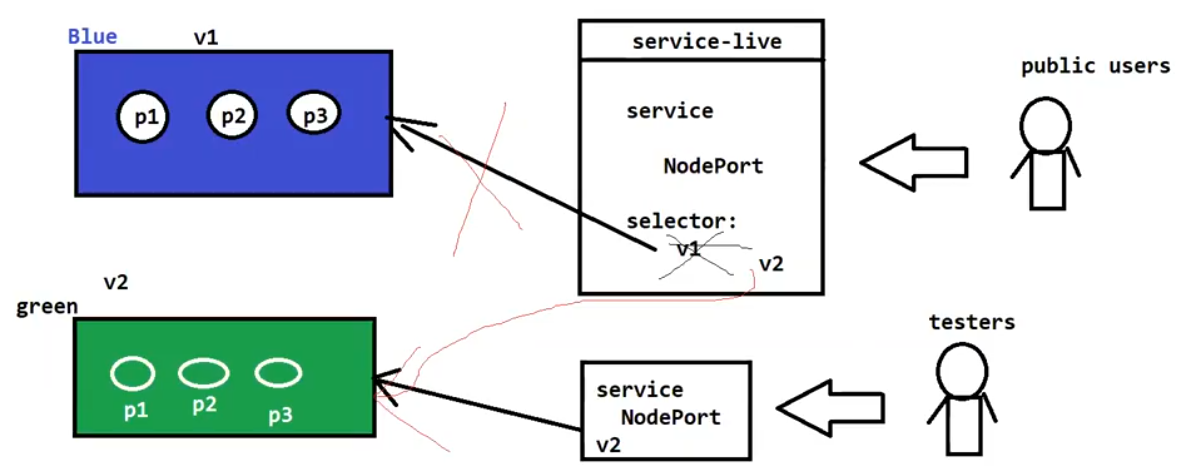 Blue v1
p1 p2 p3
service-live
service
NodePort
selector:
v1
v2
public users
v2
green
p1 p2 p3
service
NodePort
v2
testers